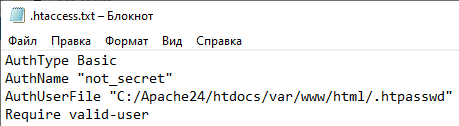 .htaccess.txt – Блокнот
Файл Правка Формат Вид Справка
AuthType Basic
AuthName "not_secret"
AuthUserFile "C:/Apache24/htdocs/var/www/html/.htpasswd"
Require valid-user